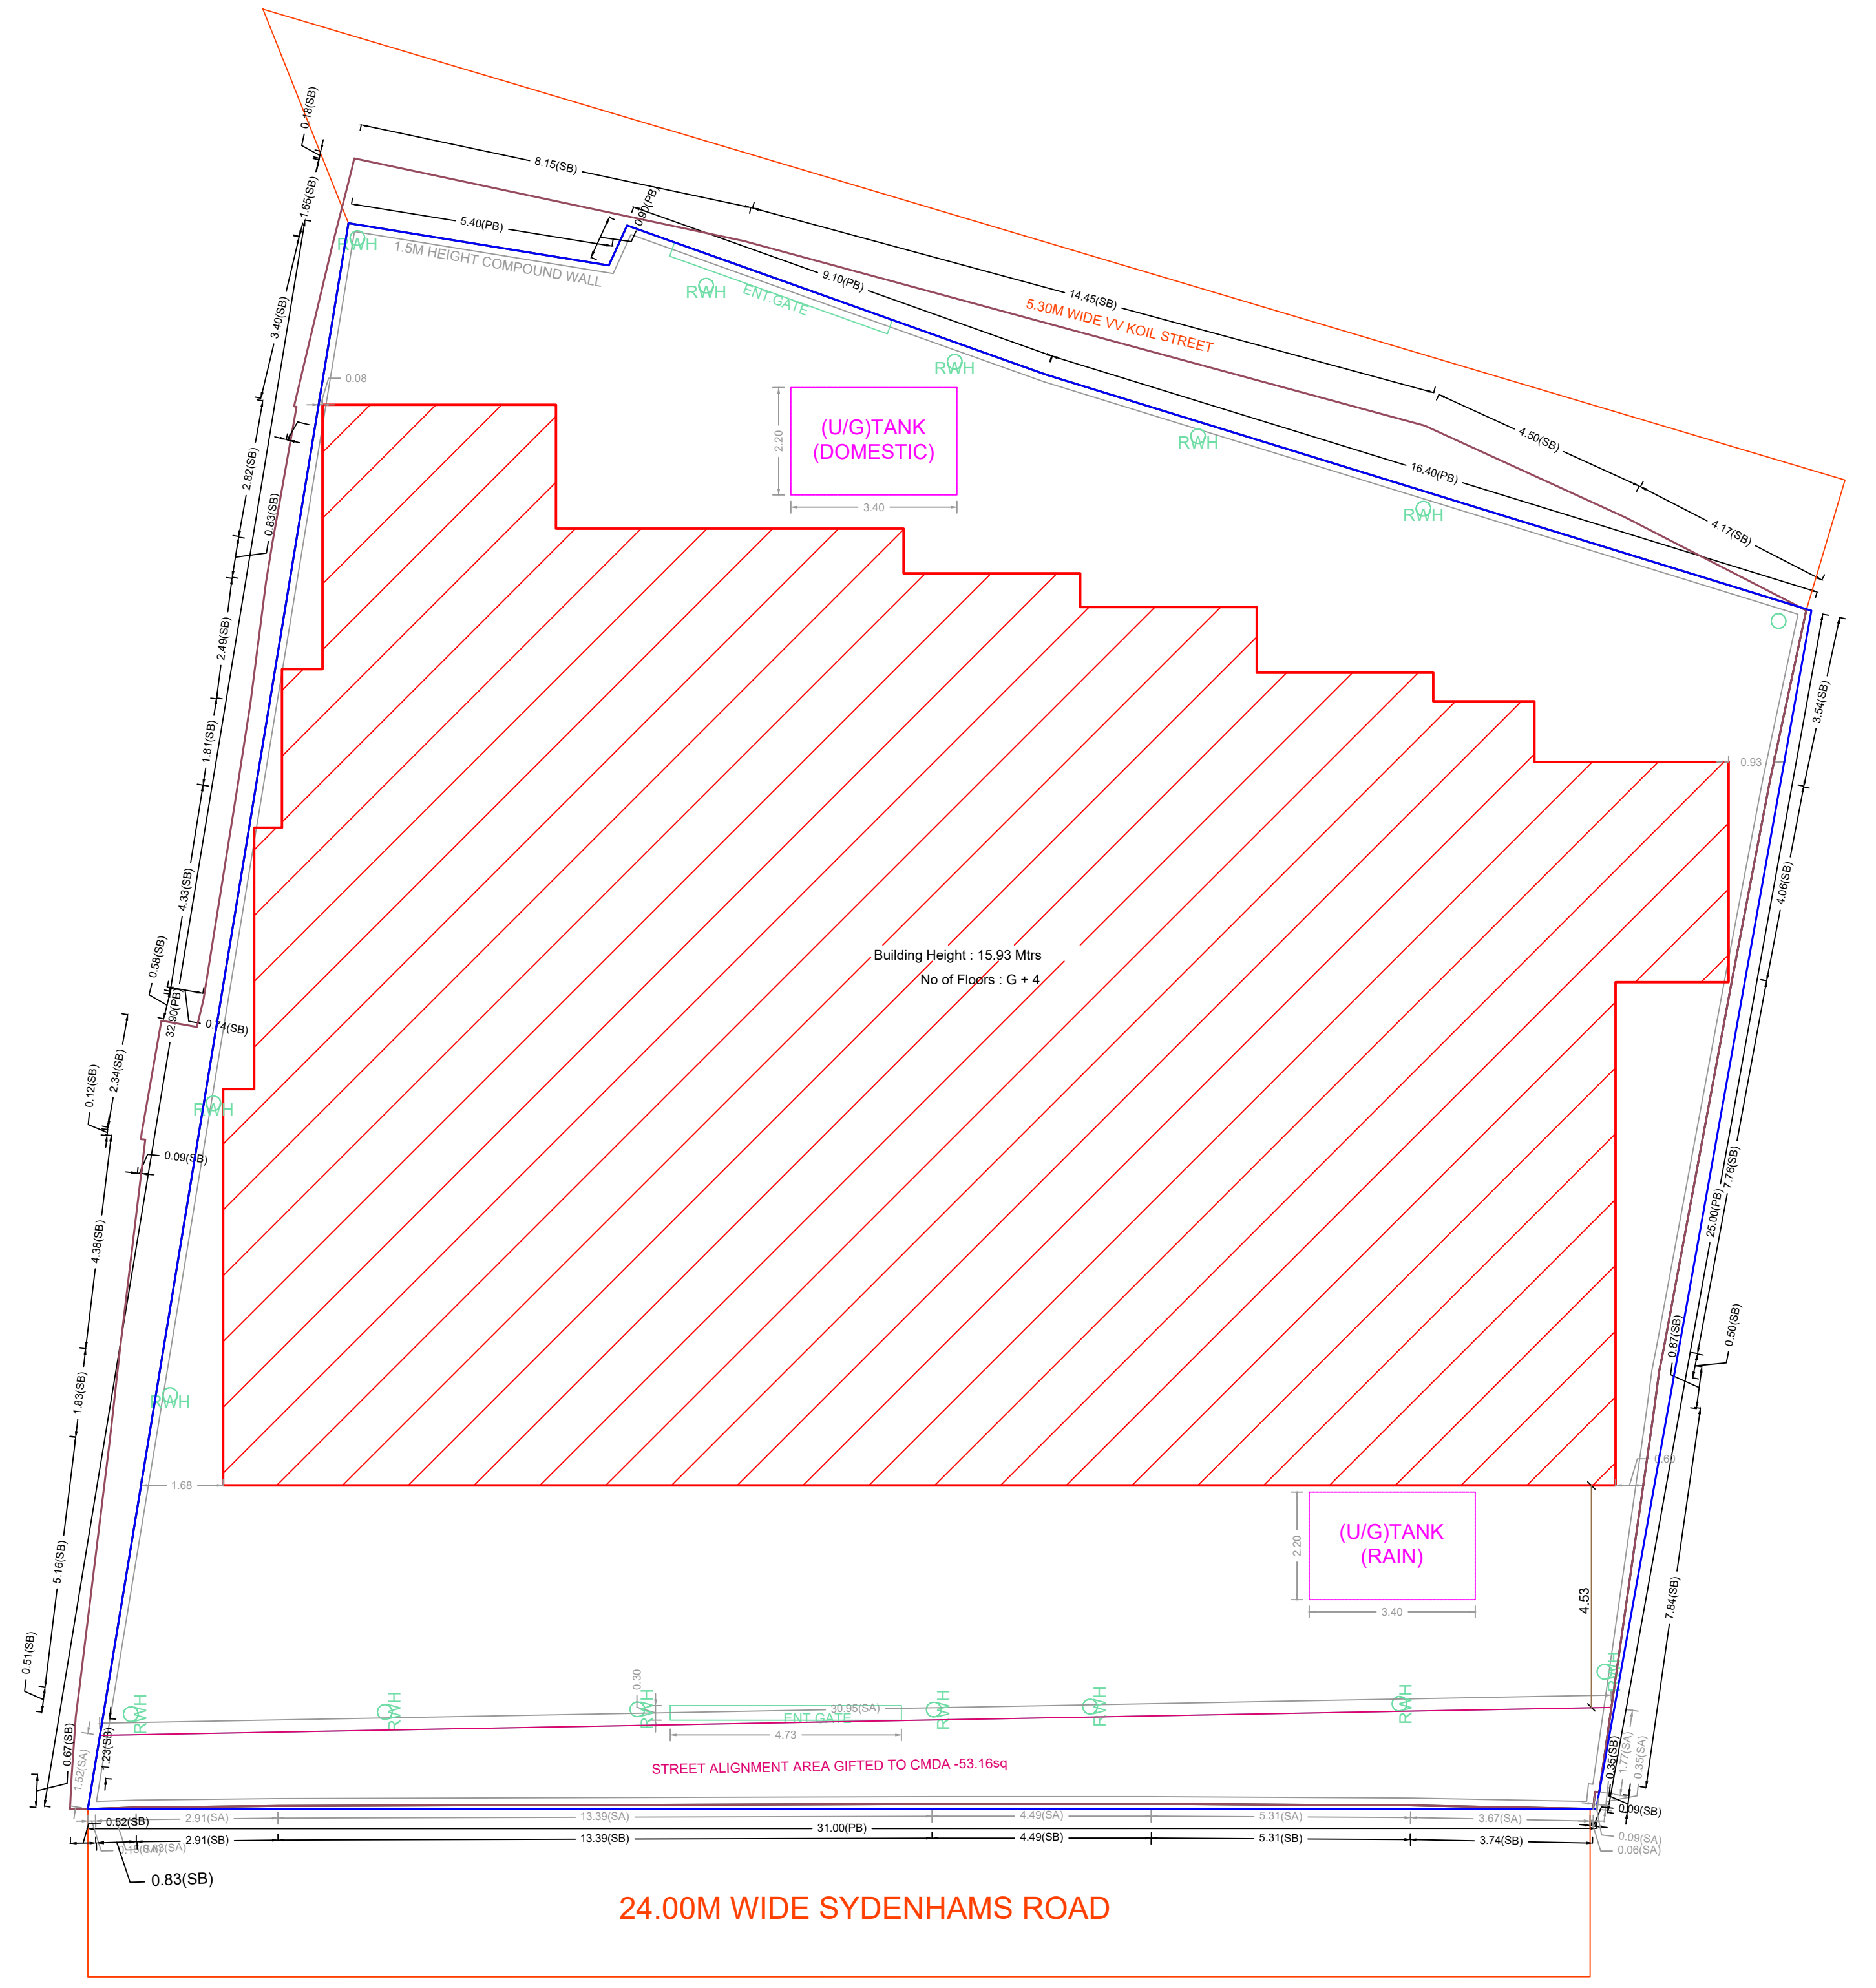 0.18(SB)
8.15(SB)
1.65(SB)
5.40(PB)
0.90(PB)
RWH
1.5M HEIGHT COMPOUND WALL
RWH
ENT.GATE
9.10(PB)
14.45(SB)
5.30M WIDE VV KOIL STREET
3.40(SB)
RWH
0.08
4.50(SB)
(U/G)TANK
(DOMESTIC)
2.20
3.40
RWH
16.40(PB)
2.82(SB)
0.83(SB)
RWH
4.17(SB)
2.49(SB)
3.54(SB)
1.81(SB)
0.93
4.33(SB)
4.06(SB)
Building Height : 15.93 Mtrs
No of Floors : G + 4
0.58(SB)
32.90(PB)
0.74(SB)
2.34(SB)
0.12(SB)
RWH
0.09(SB)
7.76(SB)
25.00(PB)
4.38(SB)
0.50(SB)
0.87(SB)
1.83(SB)
RWH
0.60
1.68
(U/G)TANK
(RAIN)
2.20
3.40
5.16(SB)
4.53
7.84(SB)
0.51(SB)
RWH
RWH
RWH
0.30
RWH
30.95(SA)
ENT.GATE
4.73
RWH
RWH
RWH
RWH
0.67(SB)
1.52(SA)
1.23(SB)
STREET ALIGNMENT AREA GIFTED TO CMDA -53.16sq
0.35(SB)
1.77(SA)
0.35(SA)
2.91(SA)
13.39(SA)
4.49(SA)
5.31(SA)
3.67(SA)
0.09(SB)
0.52(SB)
31.00(PB)
2.91(SB)
13.39(SB)
4.49(SB)
5.31(SB)
3.74(SB)
0.09(SA)
0.06(SA)
0.83(SB)
24.00M WIDE SYDENHAMS ROAD